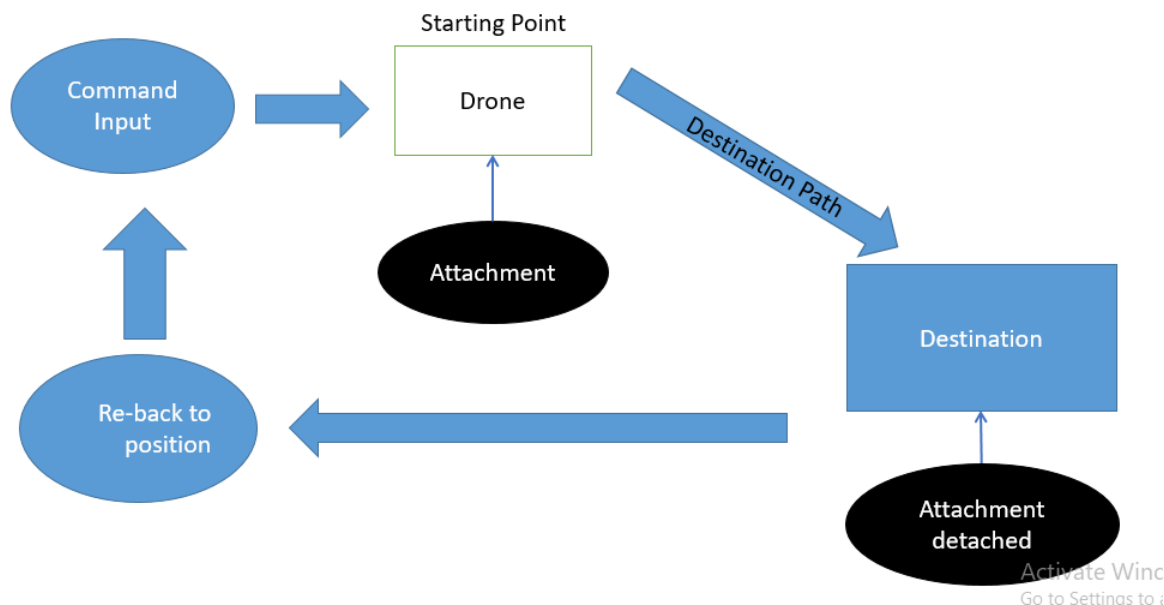 Starting Point
Command
Input
Drone
Destination Path
Attachment
Destination
Re-back to
position
Attachment
detached
Activate Winc
Go to Settings to a